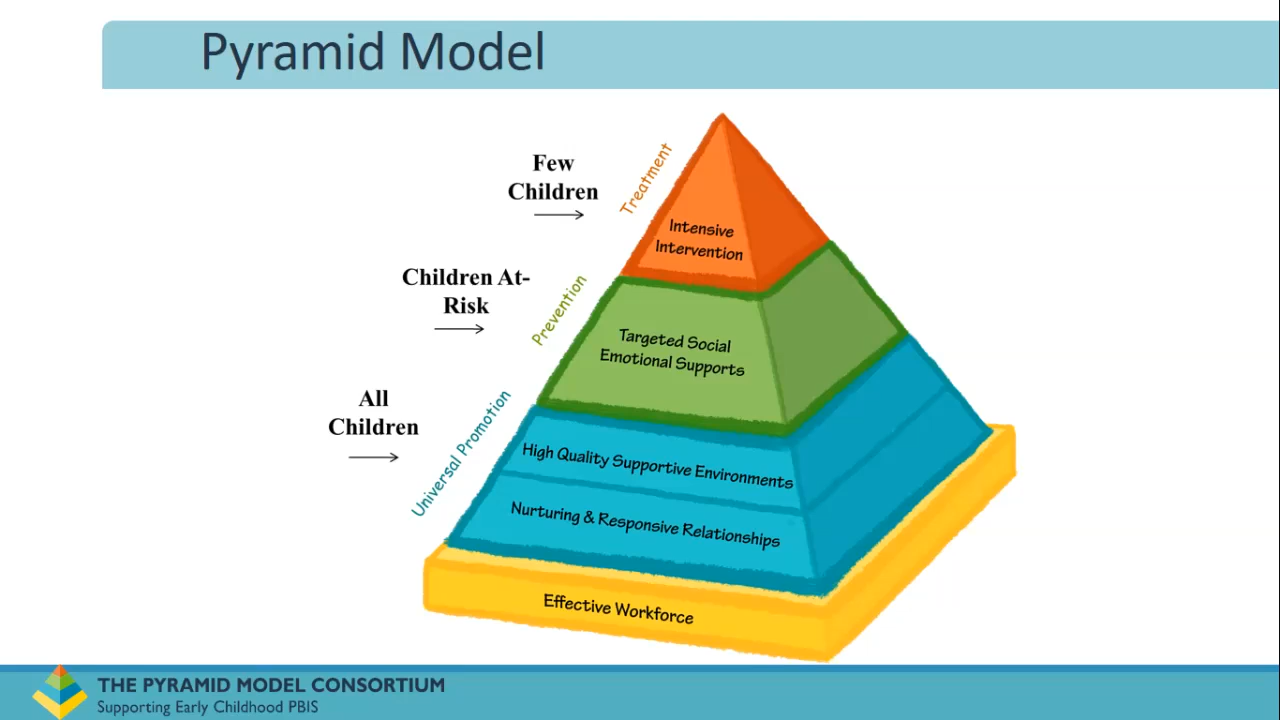 Pyramid Model
Few
Children
Treatment
Intensive
Intervention
Children At-
Risk
Prevention
Targeted Social
Emotional Supports
All
Children
Universal Promotion
High Quality Supportive Environments
Nurturing & Responsive Relationships
Effective Workforce
THE PYRAMID MODEL CONSORTIUM
Supporting Early Childhood PBIS